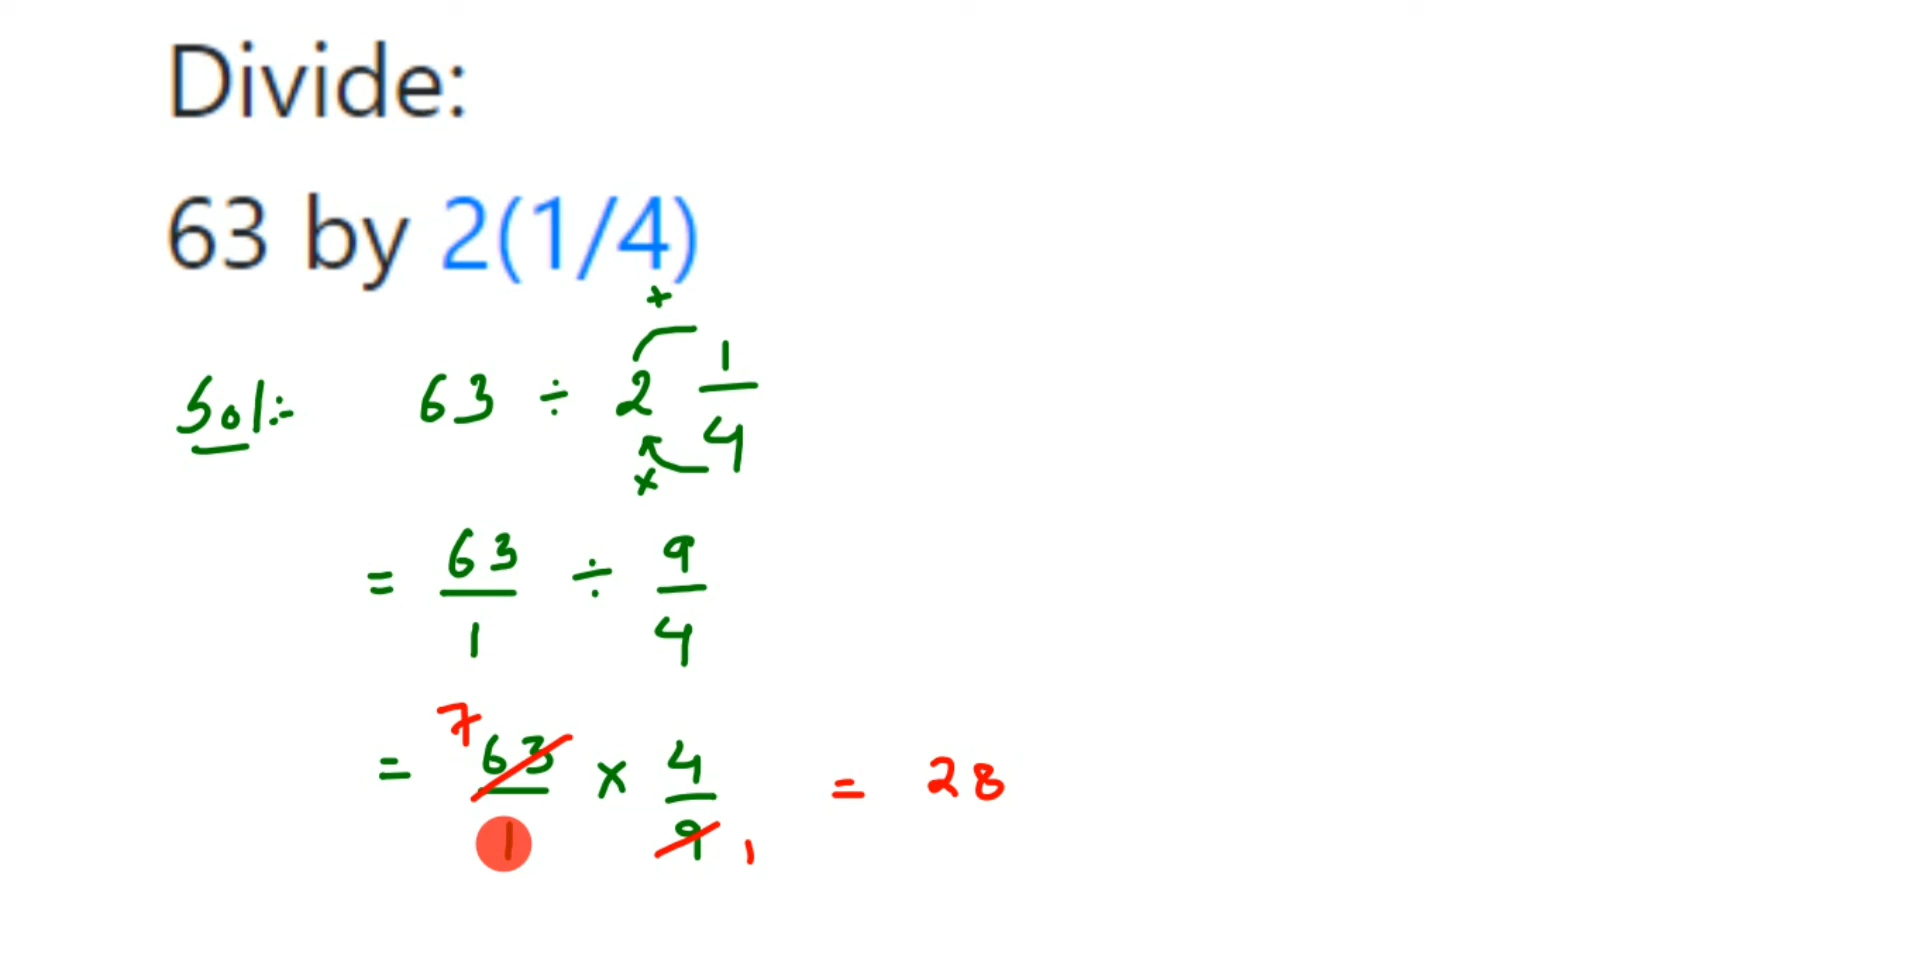 Divide:
63 by 2(1/4)
Sol:- 63 ÷ 2 1/4
+
×
= 63/1 ÷ 9/4
= 7 63/1 × 4/9 1 = 28